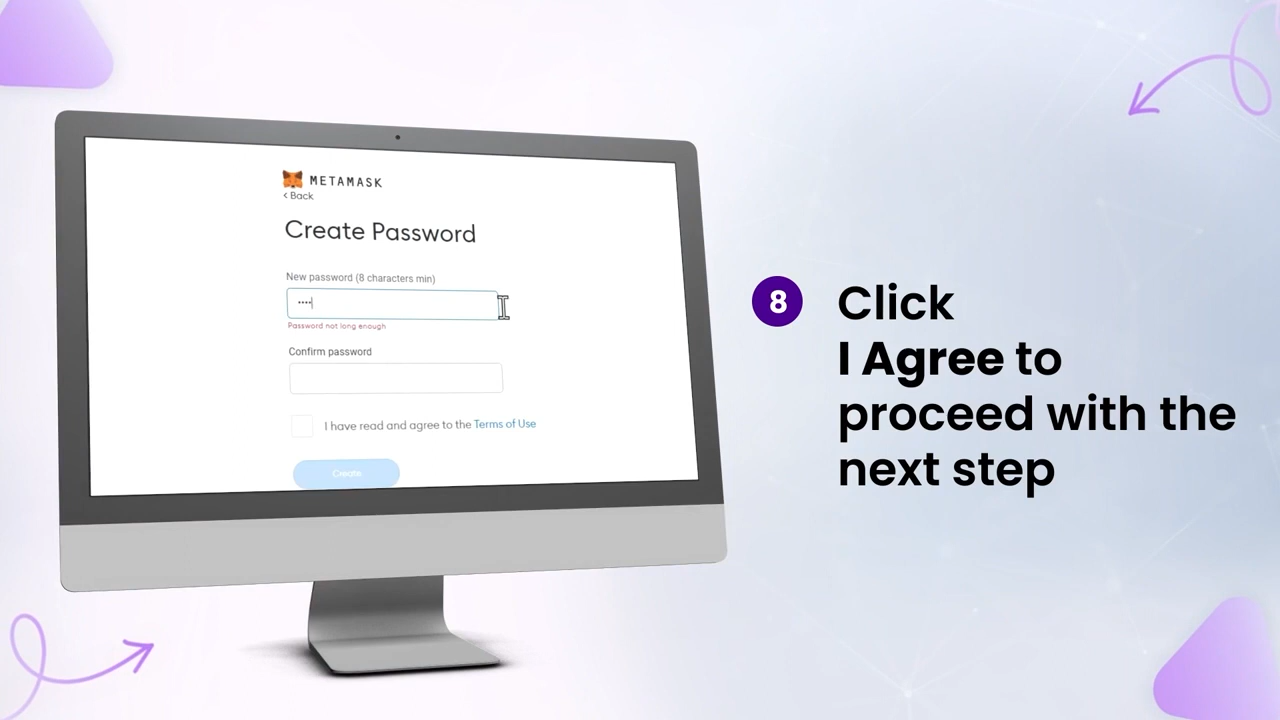 METAMASK
< Back
Create Password
New password (8 characters min)
••••
Password not long enough
Confirm password
I have read and agree to the Terms of Use
Create
8
Click
I Agree to
proceed with the
next step